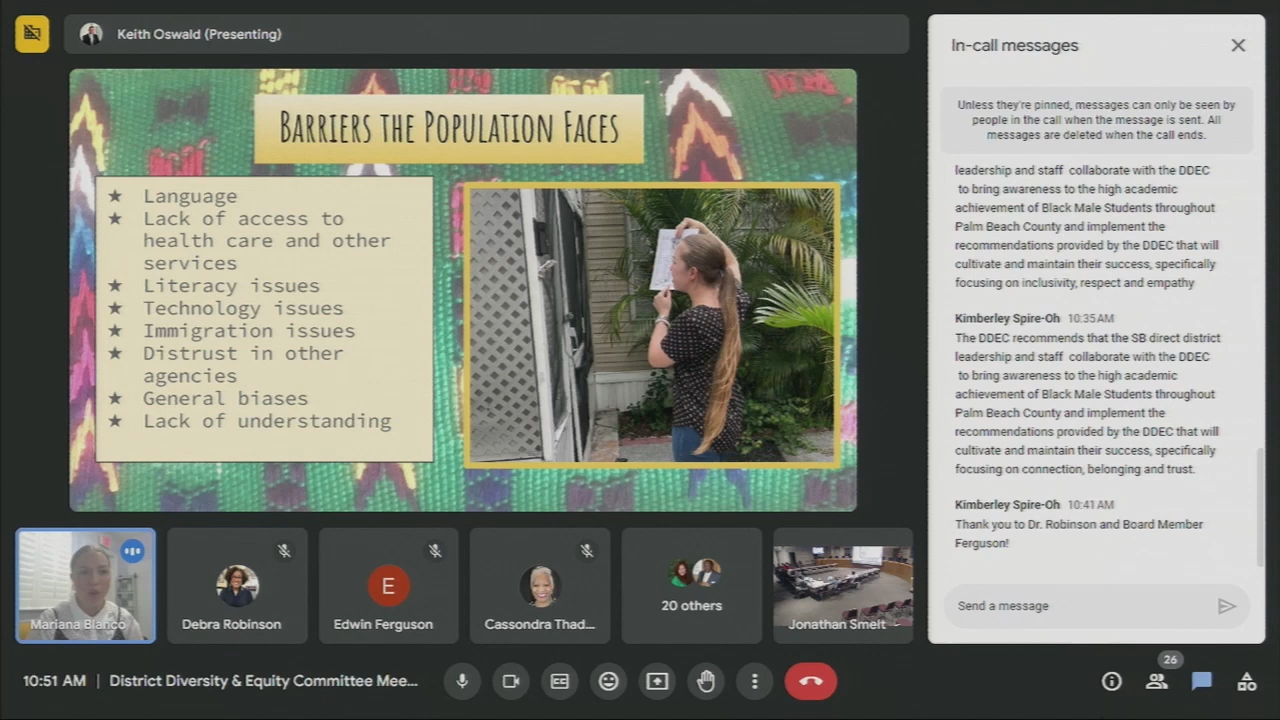 Keith Oswald (Presenting)
BARRIERS THE POPULATION FACES
★ Language
★ Lack of access to
health care and other
services
★ Literacy issues
★ Technology issues
★ Immigration issues
★ Distrust in other
agencies
★ General biases
★ Lack of understanding
Mariana Blanco
Debra Robinson
E
Edwin Ferguson
Cassondra Thad...
20 others
Jonathan Smelt
10:51 AM | District Diversity & Equity Committee Mee...
In-call messages
Unless they're pinned, messages can only be seen by
people in the call when the message is sent. All
messages are deleted when the call ends.
leadership and staff collaborate with the DDEC
to bring awareness to the high academic
achievement of Black Male Students throughout
Palm Beach County and implement the
recommendations provided by the DDEC that will
cultivate and maintain their success, specifically
focusing on inclusivity, respect and empathy
Kimberley Spire-Oh 10:35 AM
The DDEC recommends that the SB direct district
leadership and staff collaborate with the DDEC
to bring awareness to the high academic
achievement of Black Male Students throughout
Palm Beach County and implement the
recommendations provided by the DDEC that will
cultivate and maintain their success, specifically
focusing on connection, belonging and trust.
Kimberley Spire-Oh 10:41 AM
Thank you to Dr. Robinson and Board Member
Ferguson!
Send a message
26